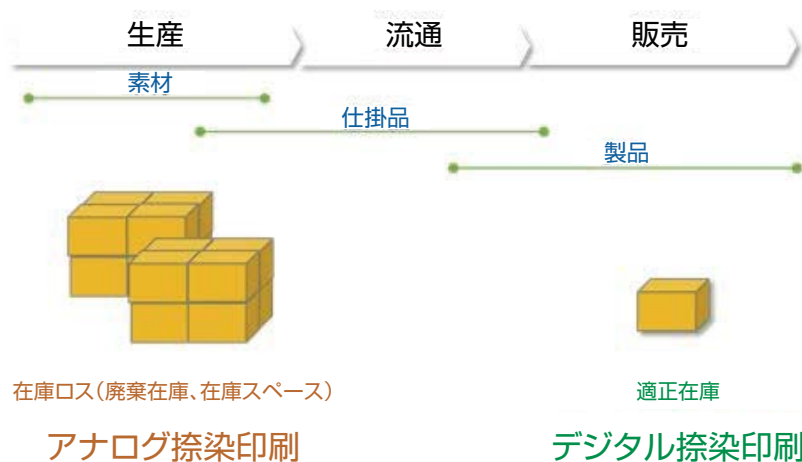 生産 流通 販売
素材
仕掛品
製品
在庫ロス（廃棄在庫、在庫スペース） 適正在庫
アナログ捺染印刷 デジタル捺染印刷